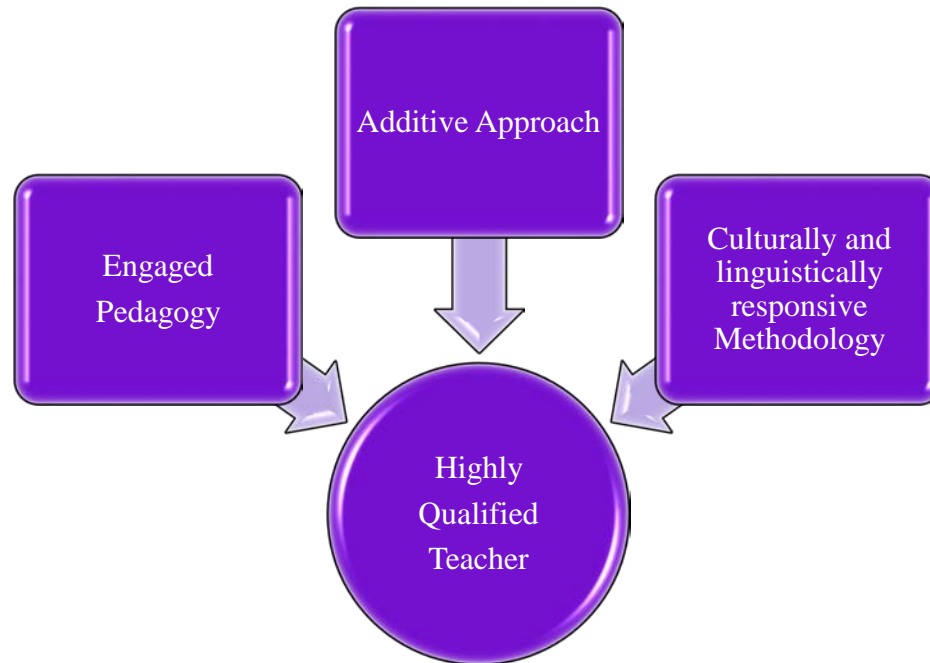 Additive Approach
Engaged
Pedagogy
Culturally and
linguistically
responsive
Methodology
Highly
Qualified
Teacher